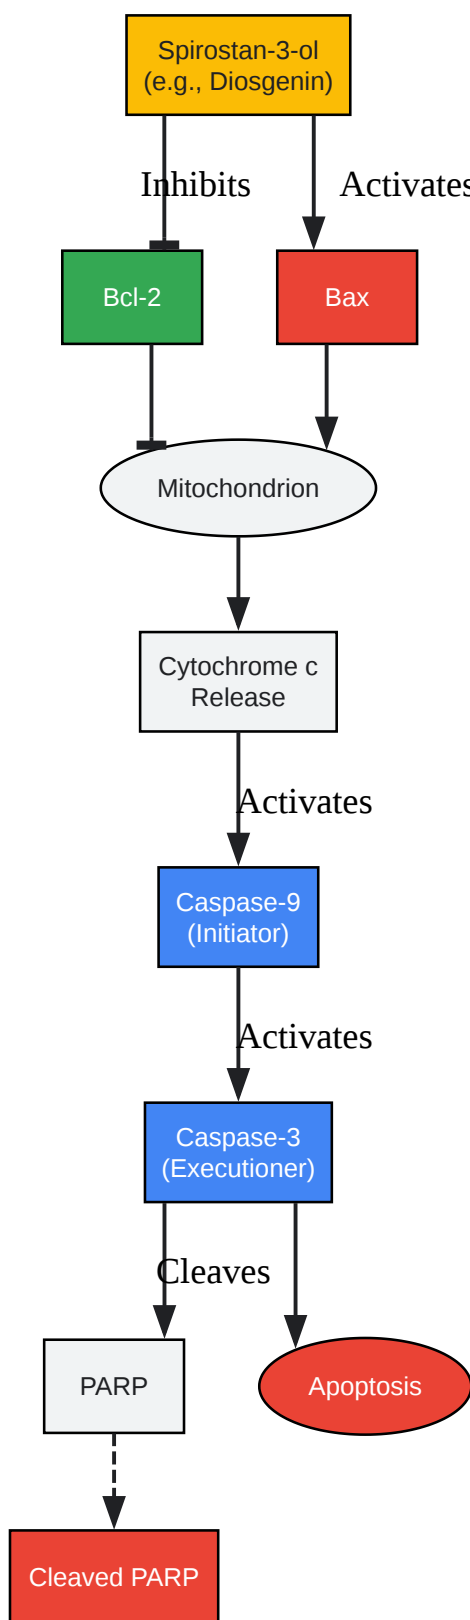 Spirostan-3-ol
(e.g., Diosgenin)
Inhibits
Activates
Bcl-2
Bax
Mitochondrion
Cytochrome c
Release
Activates
Caspase-9
(Initiator)
Activates
Caspase-3
(Executioner)
Cleaves
PARP
Apoptosis
Cleaved PARP